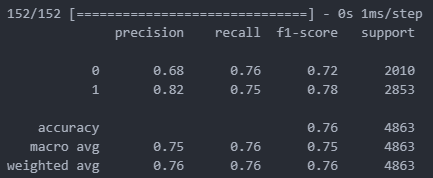 152/152 [==============================] - 0s 1ms/step
precision recall f1-score support
0 0.68 0.76 0.72 2010
1 0.82 0.75 0.78 2853
accuracy 0.76 4863
macro avg 0.75 0.76 0.75 4863
weighted avg 0.76 0.76 0.76 4863